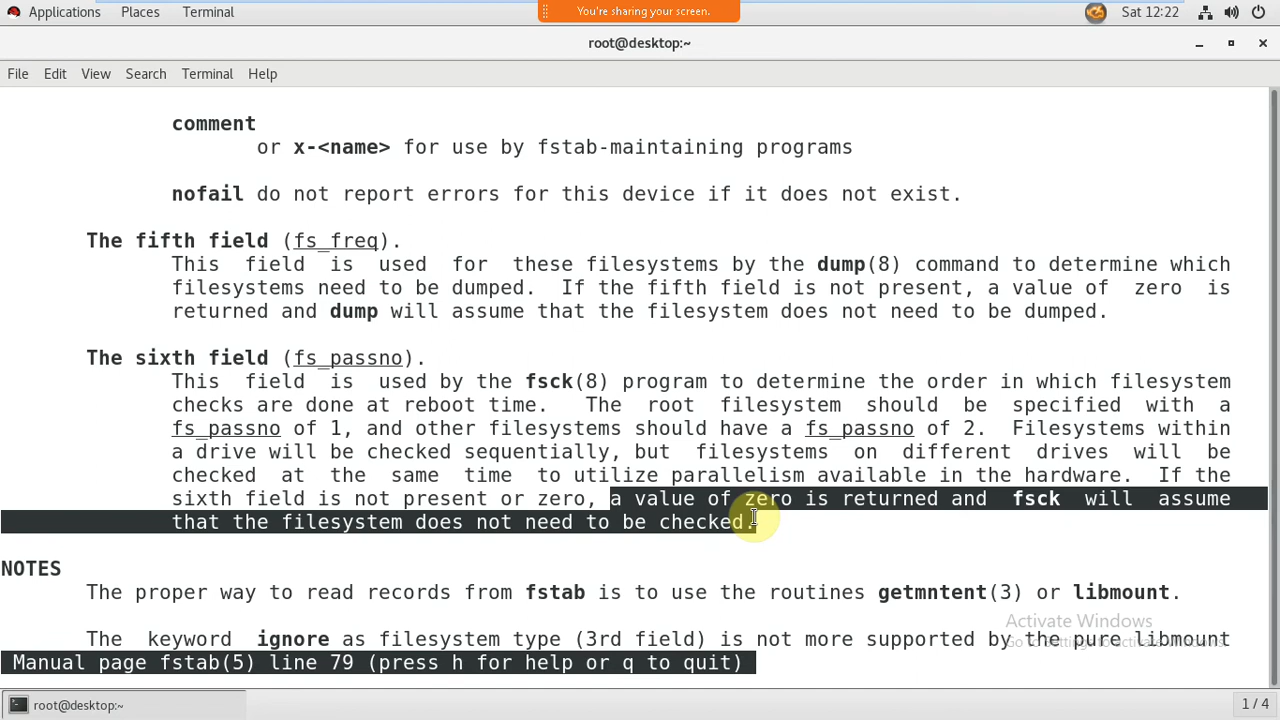 Applications Places Terminal You're sharing your screen. Sat 12:22
root@desktop:~
File Edit View Search Terminal Help
comment
or x-<name> for use by fstab-maintaining programs
nofail do not report errors for this device if it does not exist.
The fifth field (fs_freq).
This field is used for these filesystems by the dump(8) command to determine which
filesystems need to be dumped. If the fifth field is not present, a value of zero is
returned and dump will assume that the filesystem does not need to be dumped.
The sixth field (fs_passno).
This field is used by the fsck(8) program to determine the order in which filesystem
checks are done at reboot time. The root filesystem should be specified with a
fs_passno of 1, and other filesystems should have a fs_passno of 2. Filesystems within
a drive will be checked sequentially, but filesystems on different drives will be
checked at the same time to utilize parallelism available in the hardware. If the
sixth field is not present or zero, a value of zero is returned and fsck will assume
that the filesystem does not need to be checked.
NOTES
The proper way to read records from fstab is to use the routines getmntent(3) or libmount.
Activate Windows
The keyword ignore as filesystem type (3rd field) is not more supported by the pure libmount
Go to Settings to activate Windows.
Manual page fstab(5) line 79 (press h for help or q to quit)
root@desktop:~ 1 / 4